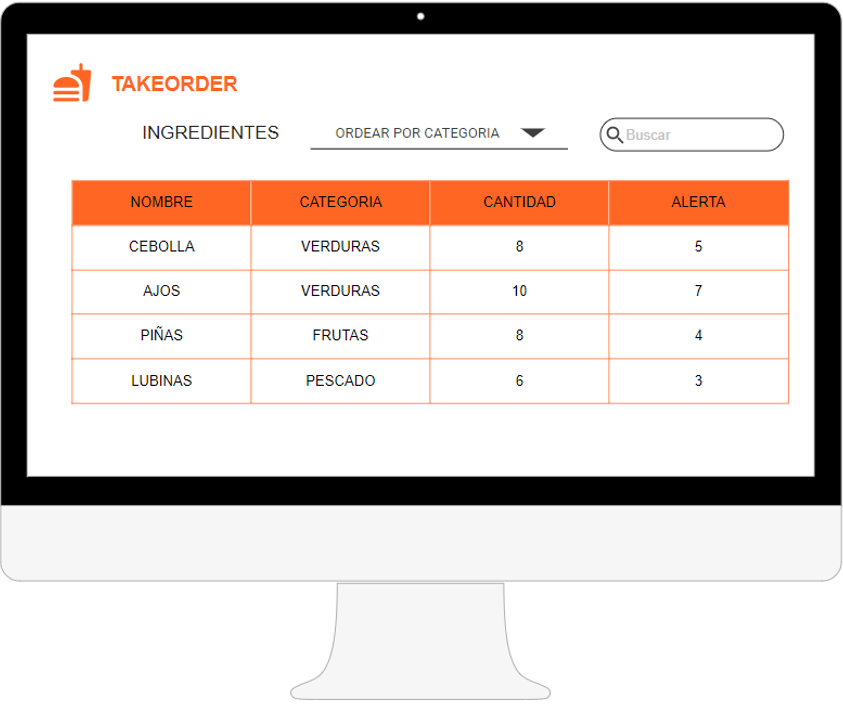 TAKEORDER
INGREDIENTES ORDEAR POR CATEGORIA Buscar
NOMBRE CATEGORIA CANTIDAD ALERTA
CEBOLLA VERDURAS 8 5
AJOS VERDURAS 10 7
PIÑAS FRUTAS 8 4
LUBINAS PESCADO 6 3